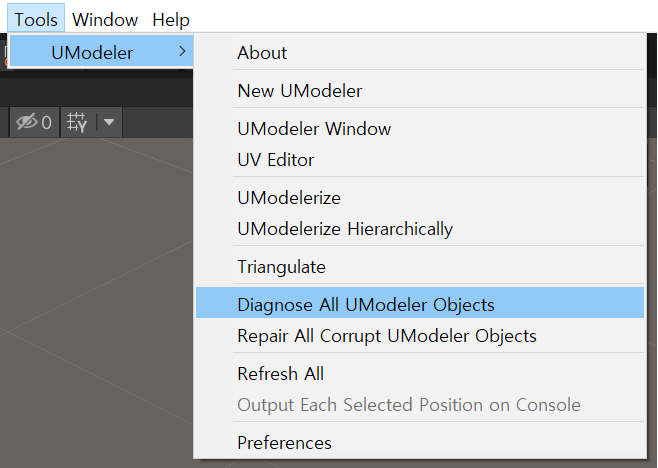 Tools Window Help
UModeler
About
New UModeler
UModeler Window
UV Editor
UModelerize
UModelerize Hierarchically
Triangulate
Diagnose All UModeler Objects
Repair All Corrupt UModeler Objects
Refresh All
Output Each Selected Position on Console
Preferences
0
Y